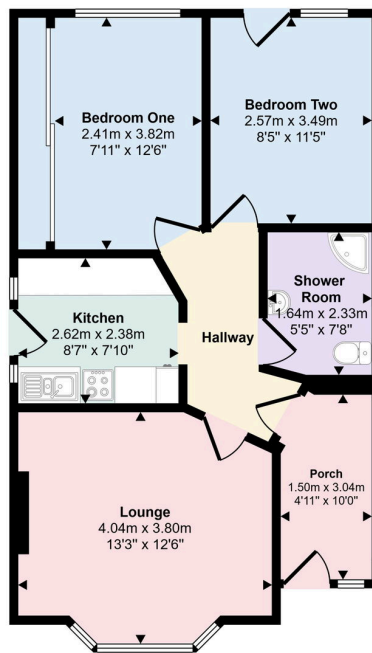 Bedroom One
2.41m x 3.82m
7'11" x 12'6"
Bedroom Two
2.57m x 3.49m
8'5" x 11'5"
Kitchen
2.62m x 2.38m
8'7" x 7'10"
Hallway
Shower
Room
1.64m x 2.33m
5'5" x 7'8"
Lounge
4.04m x 3.80m
13'3" x 12'6"
Porch
1.50m x 3.04m
4'11" x 10'0"